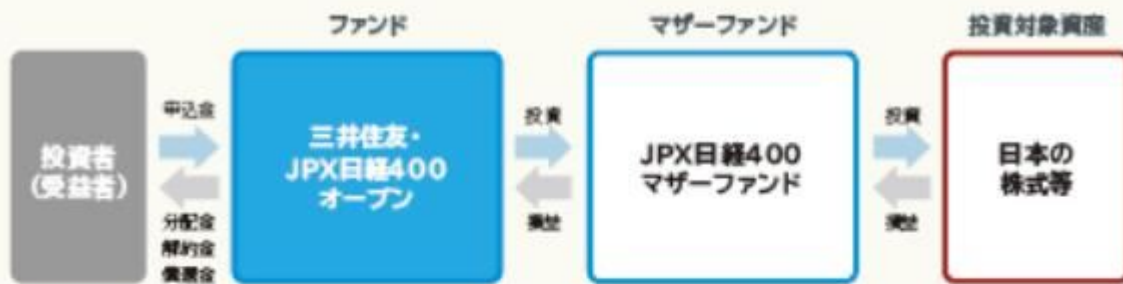 ファンド
マザーファンド
投資対象資産
投資者
(受益者)
申込金
分配金
解約金
償還金
三井住友・
JPX日経400
オープン
投資
損益
JPX日経400
マザーファンド
投資
損益
日本の
株式等